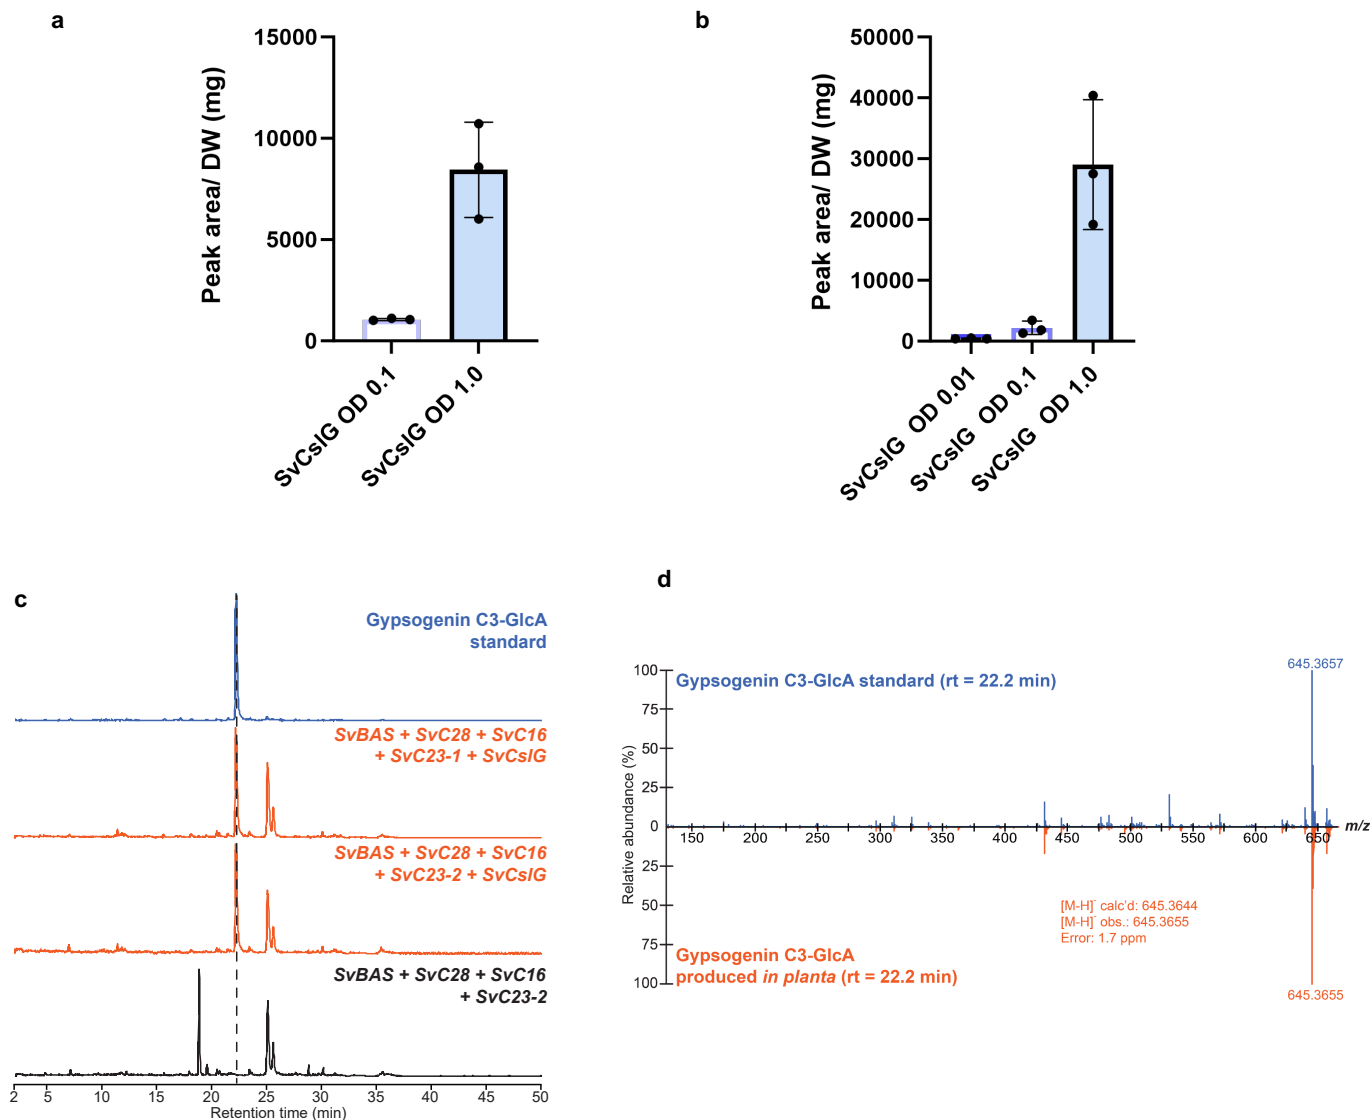 a
Peak area/ DW (mg)
15000
10000
5000
0
SvCslG OD 0.1
SvCslG OD 1.0
b
Peak area/ DW (mg)
50000
40000
30000
20000
10000
0
SvCslG OD 0.01
SvCslG OD 0.1
SvCslG OD 1.0
c
Gypsogenin C3-GlcA
standard
SvBAS + SvC28 + SvC16
+ SvC23-1 + SvCslG
SvBAS + SvC28 + SvC16
+ SvC23-2 + SvCslG
SvBAS + SvC28 + SvC16
+ SvC23-2
2 5 10 15 20 25 30 35 40 45 50
Retention time (min)
d
645.3657
Gypsogenin C3-GlcA standard (rt = 22.2 min)
Relative abundance (%)
100
75
50
25
0
25
50
75
100
150 200 250 300 350 400 450 500 550 600 650 m/z
[M-H]- calc'd: 645.3644
[M-H]- obs.: 645.3655
Error: 1.7 ppm
Gypsogenin C3-GlcA
produced in planta (rt = 22.2 min)
645.3655